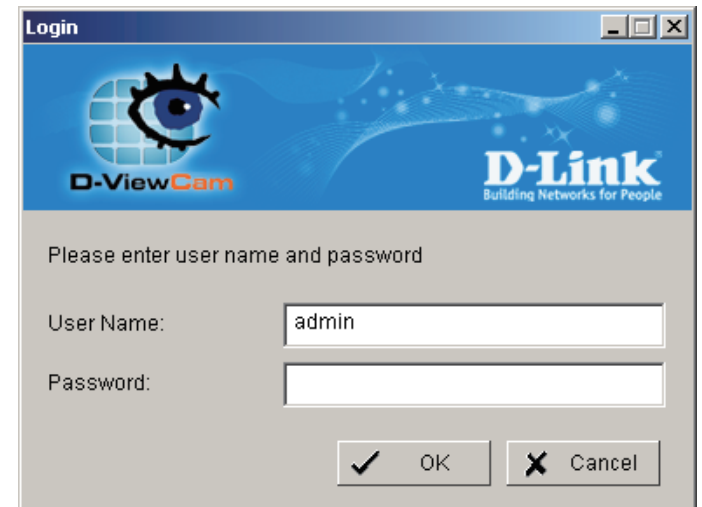 Login
D-ViewCam
D-Link
Building Networks for People
Please enter user name and password
User Name:
admin
Password:
OK
Cancel